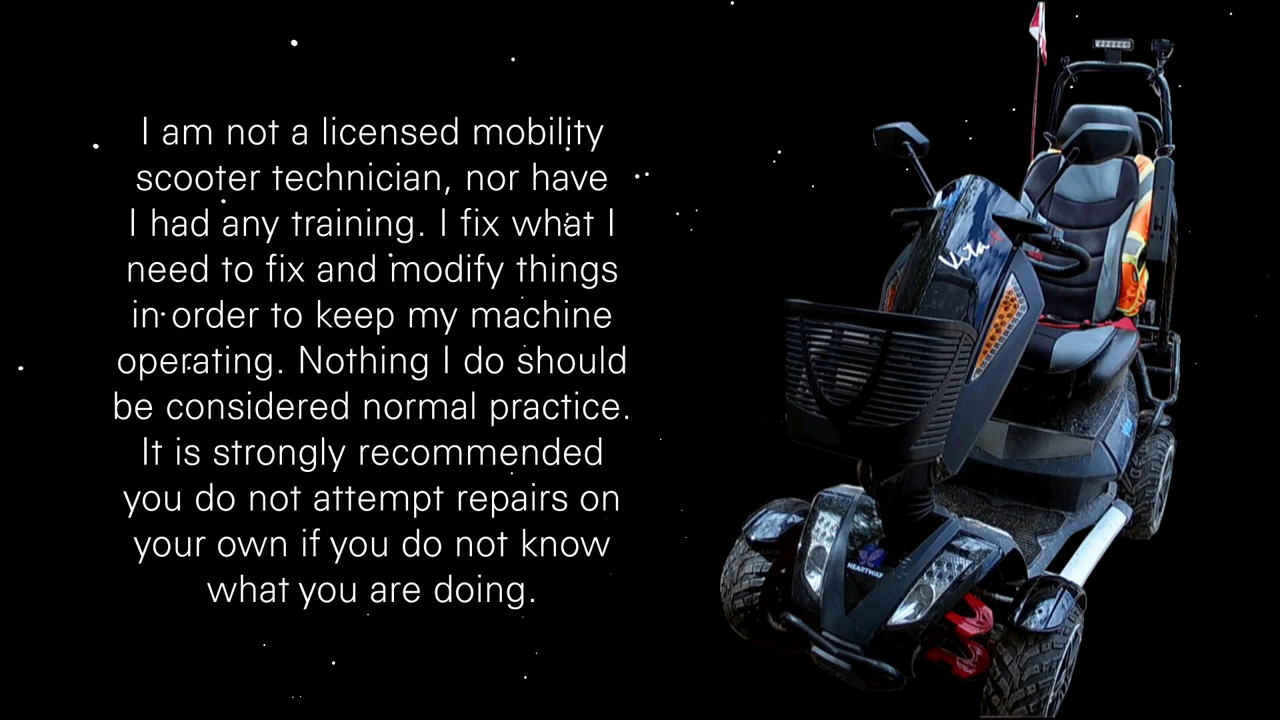 I am not a licensed mobility
scooter technician, nor have
I had any training. I fix what I
need to fix and modify things
in order to keep my machine
operating. Nothing I do should
be considered normal practice.
It is strongly recommended
you do not attempt repairs on
your own if you do not know
what you are doing.
Vita X
HEARTWAY